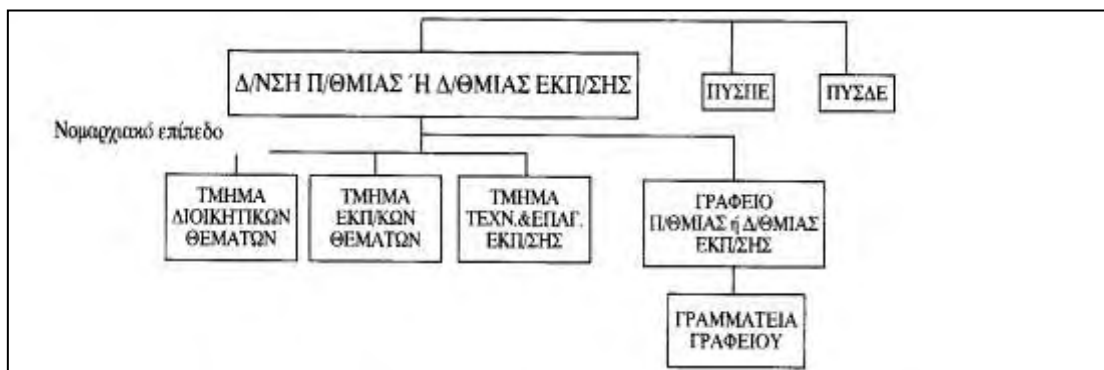 Δ/ΝΣΗ Π/ΘΜΙΑΣ Ή Δ/ΘΜΙΑΣ ΕΚΠ/ΣΗΣ
ΠΥΣΠΕ
ΠΥΣΔΕ
Νομαρχιακό επίπεδο
ΤΜΗΜΑ
ΔΙΟΙΚΗΤΙΚΩΝ
ΘΕΜΑΤΩΝ
ΤΜΗΜΑ
ΕΚΠ/ΚΩΝ
ΘΕΜΑΤΩΝ
ΤΜΗΜΑ
ΤΕΧΝ.&ΕΠΑΓ.
ΕΚΠ/ΣΗΣ
ΓΡΑΦΕΙΟ
Π/ΘΜΙΑΣ ή Δ/ΘΜΙΑΣ
ΕΚΠ/ΣΗΣ
ΓΡΑΜΜΑΤΕΙΑ
ΓΡΑΦΕΙΟΥ